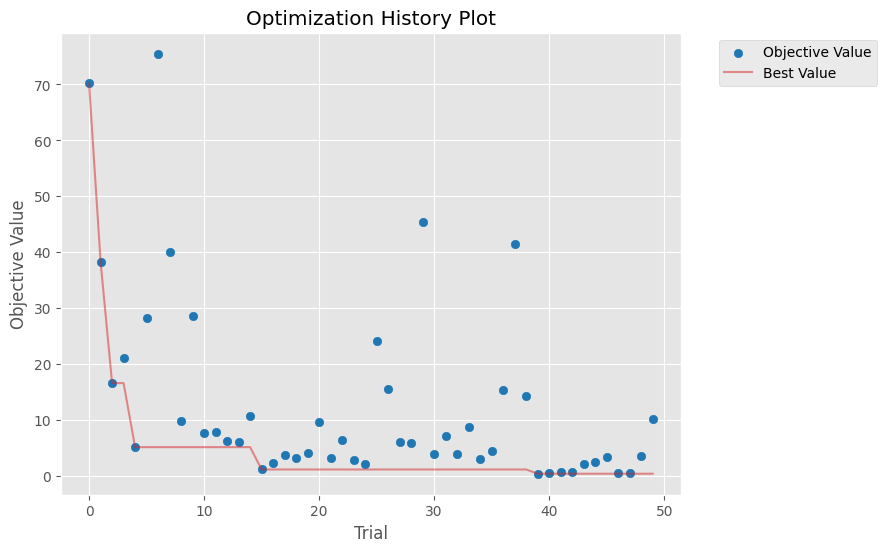 Optimization History Plot
Objective Value
Best Value
70
60
50
40
30
20
10
0
Objective Value
0 10 20 30 40 50
Trial